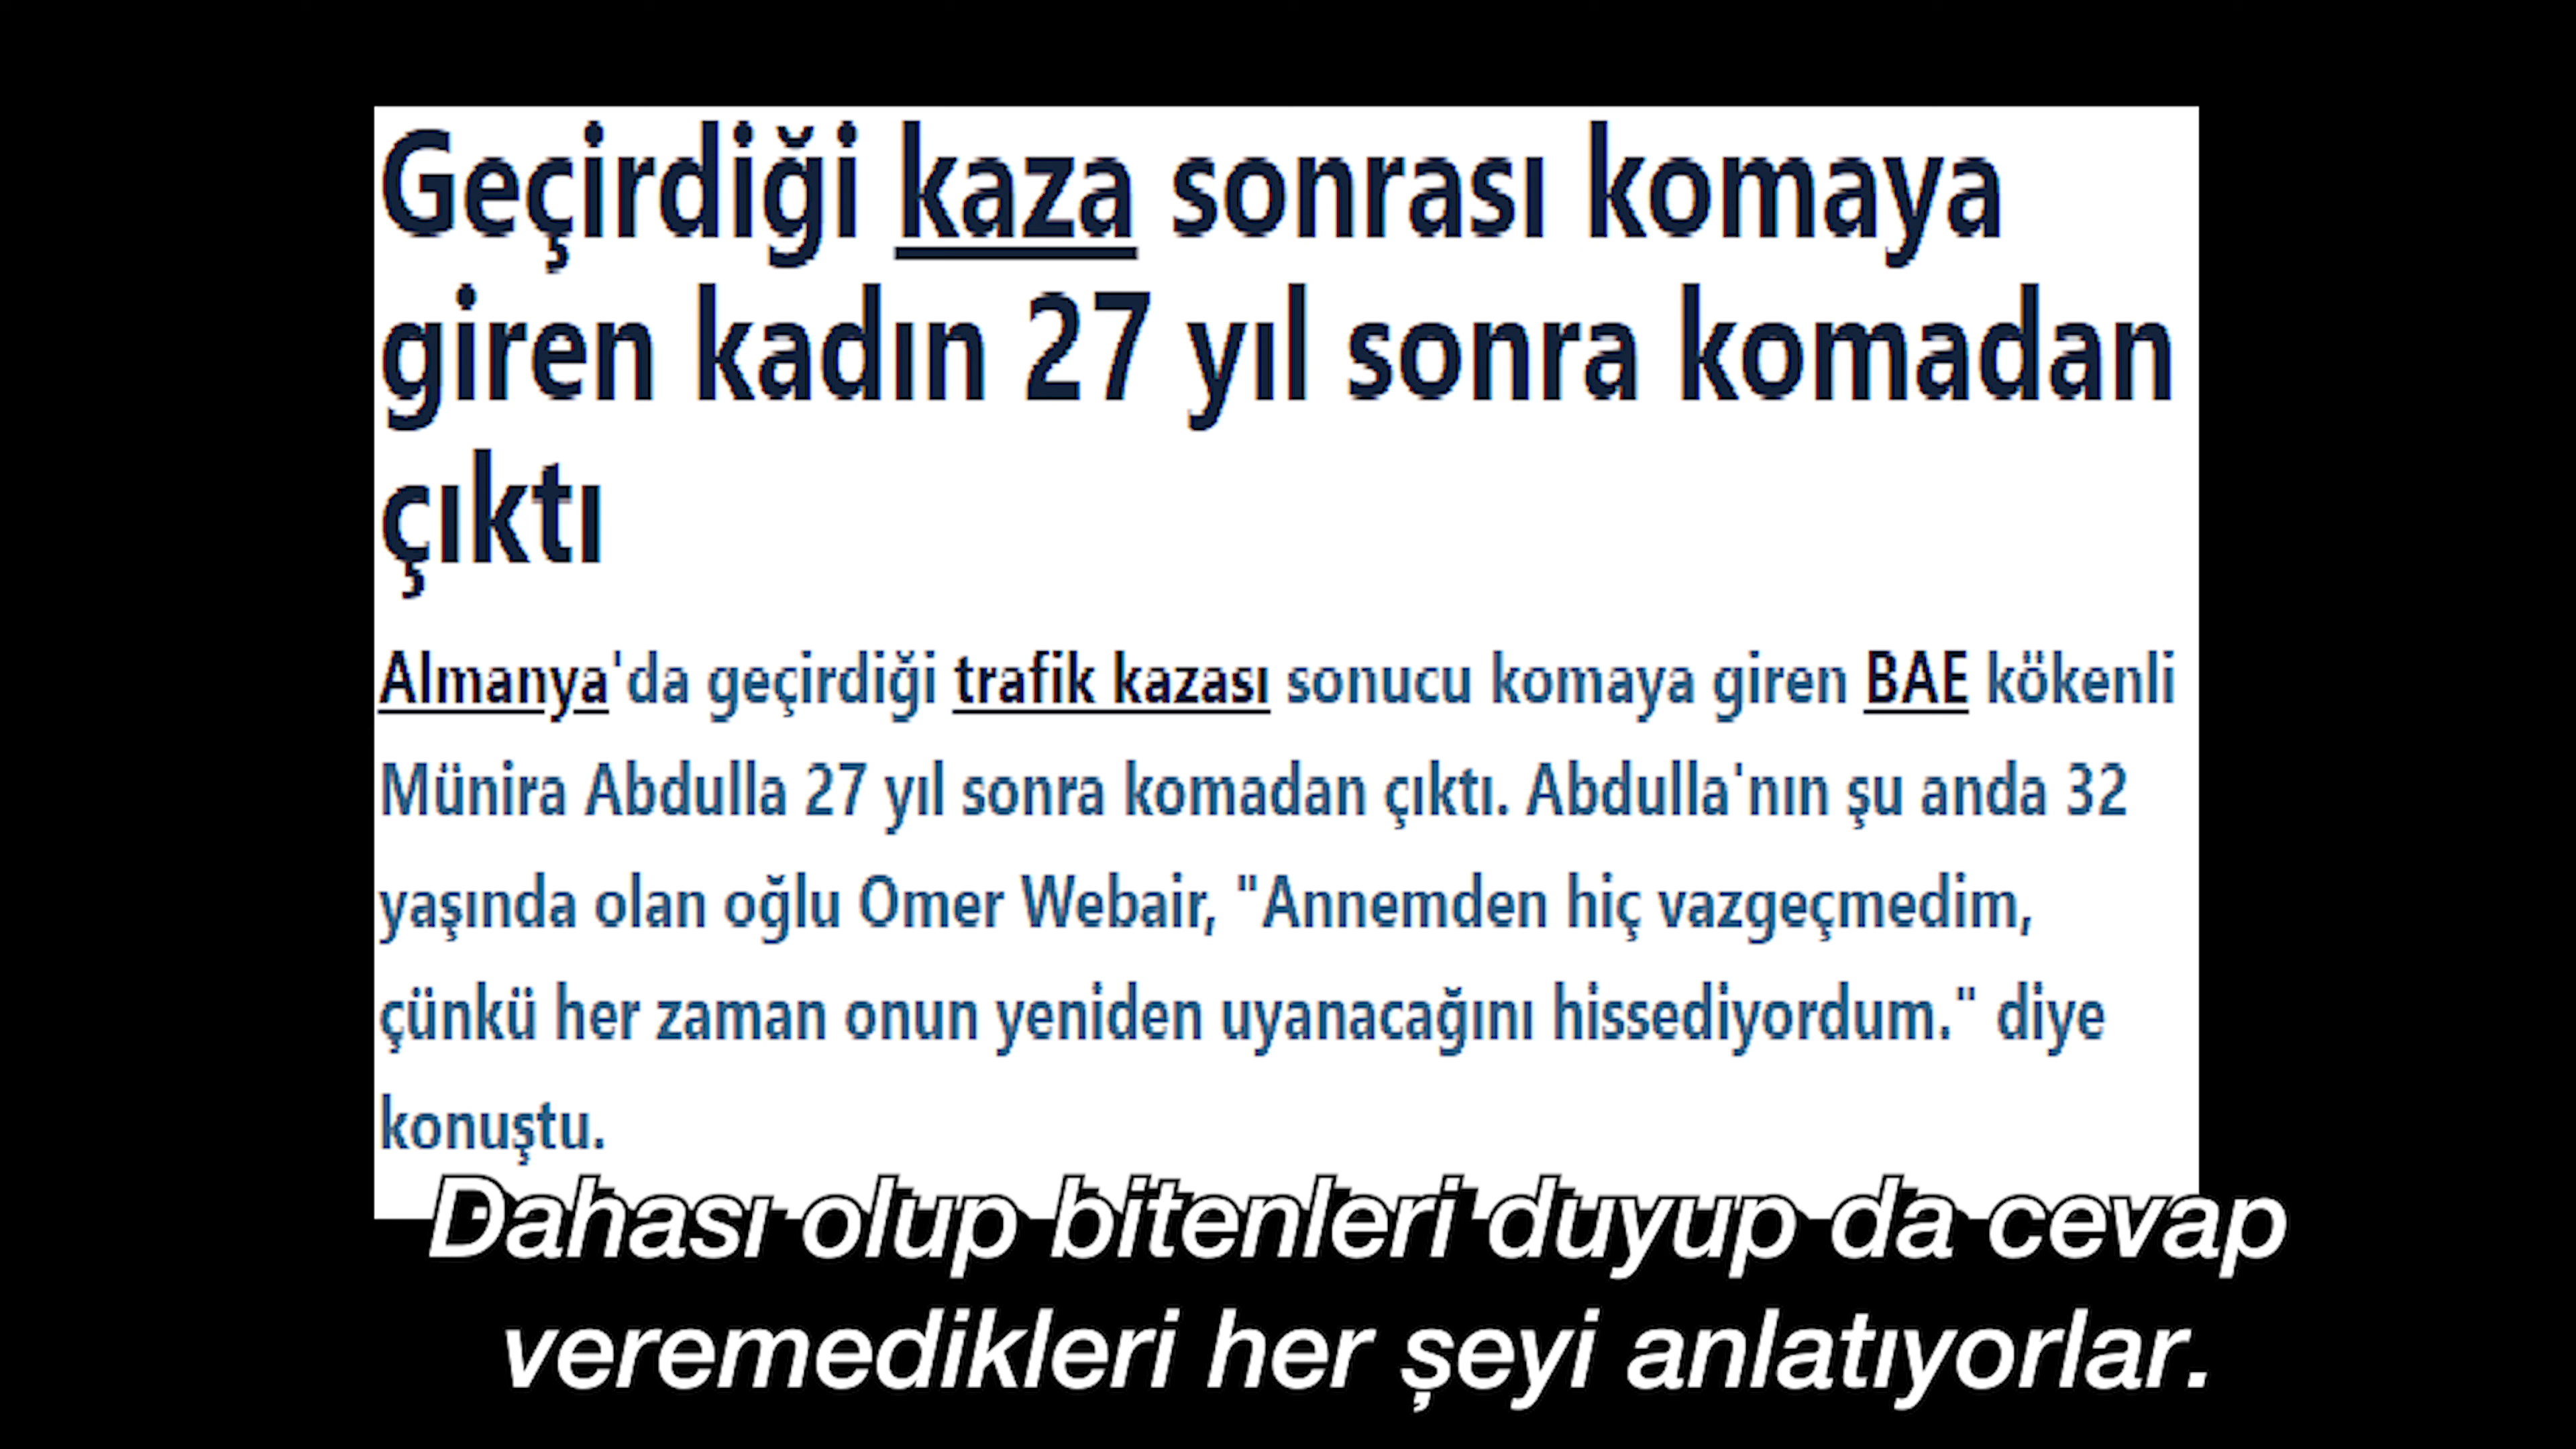 Geçirdiği kaza sonrası komaya
giren kadın 27 yıl sonra komadan
çıktı
Almanya'da geçirdiği trafik kazası sonucu komaya giren BAE kökenli
Münira Abdulla 27 yıl sonra komadan çıktı. Abdulla'nın şu anda 32
yaşında olan oğlu Omer Webair, "Annemden hiç vazgeçmedim,
çünkü her zaman onun yeniden uyanacağını hissediyordum." diye
konuştu.
Dahası olup bitenleri duyup da cevap
veremedikleri her şeyi anlatıyorlar.